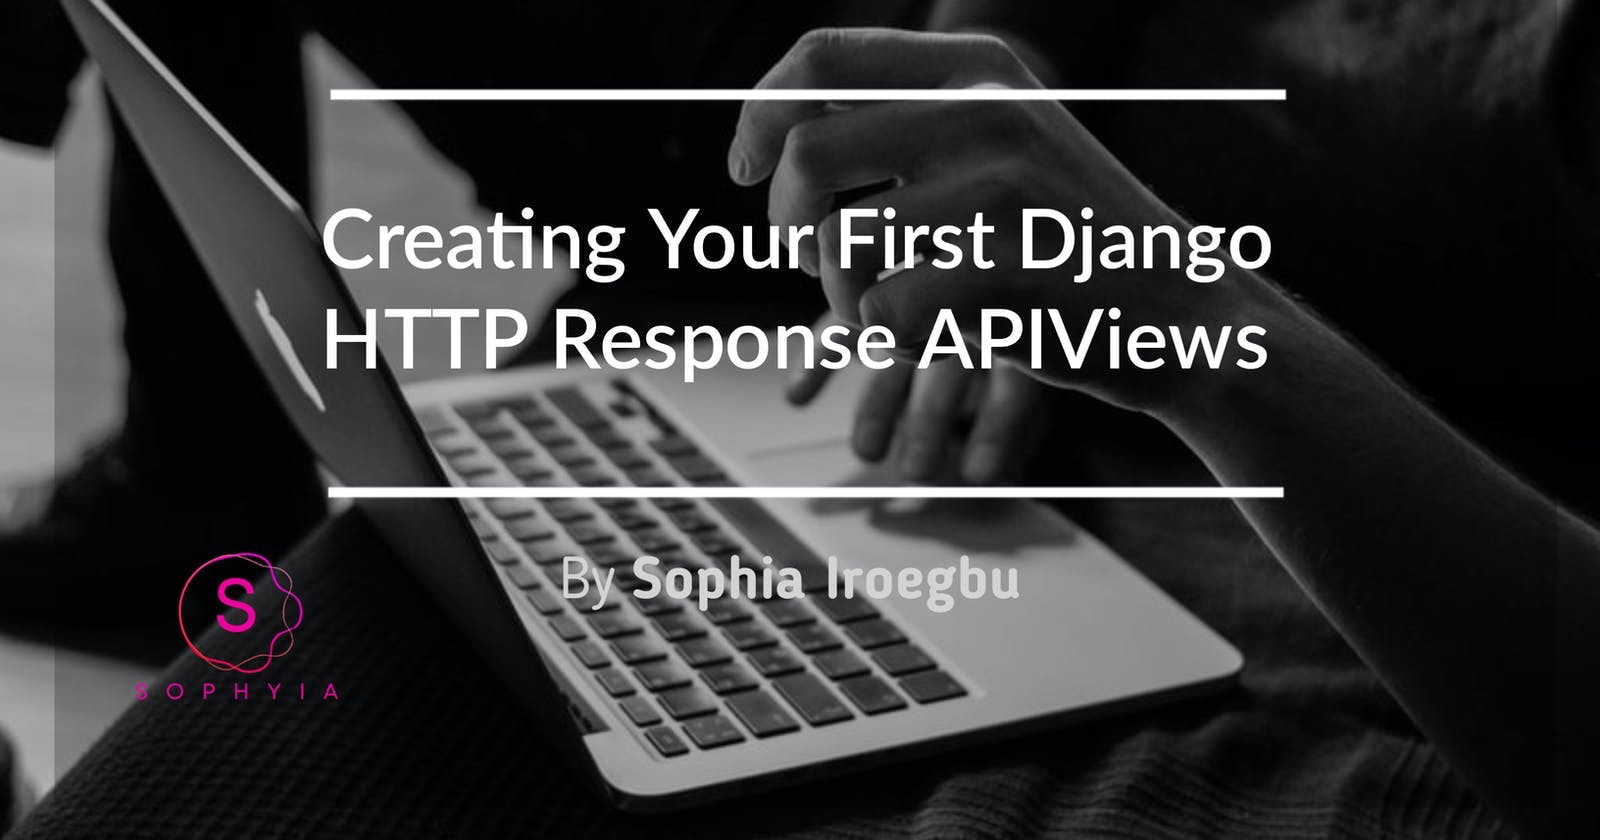 Creating Your First Django
HTTP Response APIViews
By Sophia Iroegbu
S
SOPHYIA